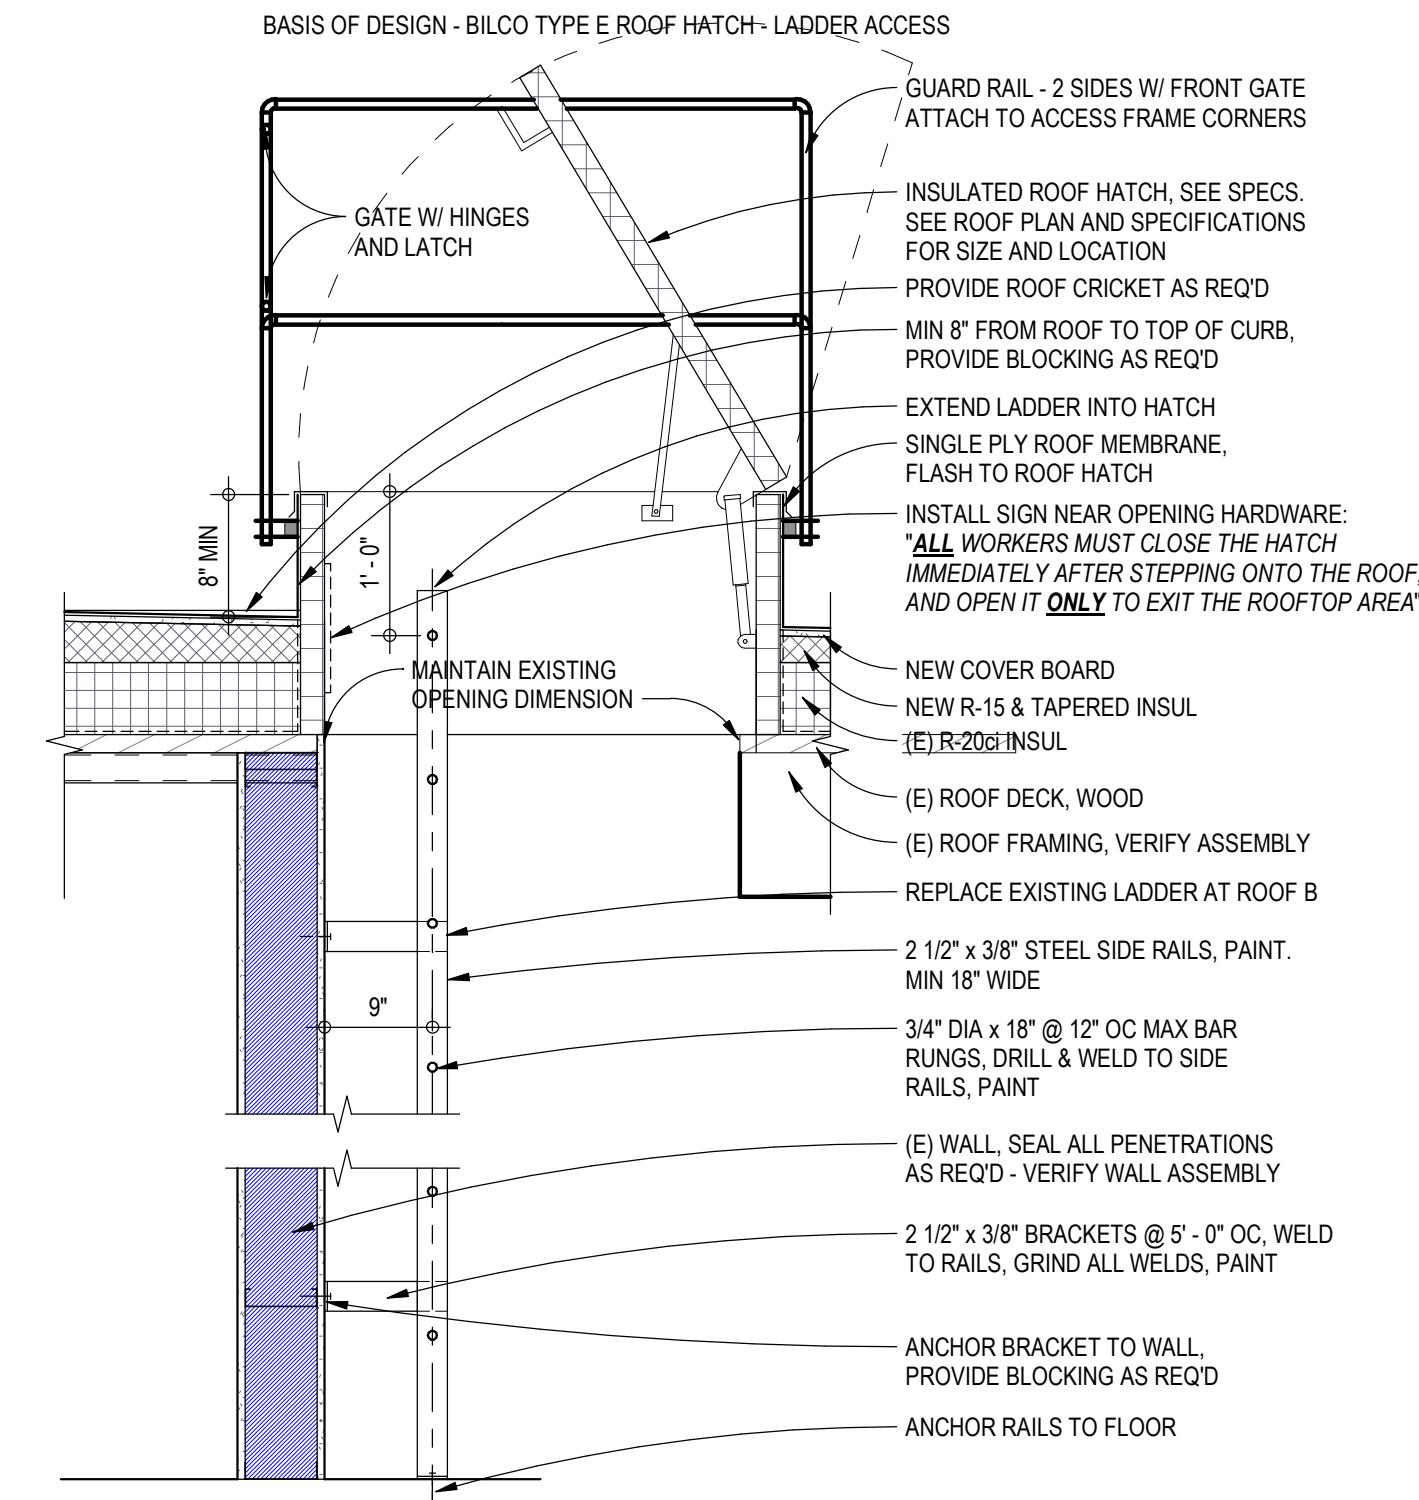 BASIS OF DESIGN - BILCO TYPE E ROOF HATCH - LADDER ACCESS
GUARD RAIL - 2 SIDES W/ FRONT GATE
ATTACH TO ACCESS FRAME CORNERS
INSULATED ROOF HATCH, SEE SPECS.
SEE ROOF PLAN AND SPECIFICATIONS
FOR SIZE AND LOCATION
GATE W/ HINGES
AND LATCH
PROVIDE ROOF CRICKET AS REQ'D
MIN 8" FROM ROOF TO TOP OF CURB,
PROVIDE BLOCKING AS REQ'D
EXTEND LADDER INTO HATCH
SINGLE PLY ROOF MEMBRANE,
FLASH TO ROOF HATCH
INSTALL SIGN NEAR OPENING HARDWARE:
"ALL WORKERS MUST CLOSE THE HATCH
IMMEDIATELY AFTER STEPPING ONTO THE ROOF,
AND OPEN IT ONLY TO EXIT THE ROOFTOP AREA"
8" MIN
1' - 0"
MAINTAIN EXISTING
OPENING DIMENSION
NEW COVER BOARD
NEW R-15 & TAPERED INSUL
(E) R-20ci INSUL
(E) ROOF DECK, WOOD
(E) ROOF FRAMING, VERIFY ASSEMBLY
REPLACE EXISTING LADDER AT ROOF B
2 1/2" x 3/8" STEEL SIDE RAILS, PAINT.
MIN 18" WIDE
9"
3/4" DIA x 18" @ 12" OC MAX BAR
RUNGS, DRILL & WELD TO SIDE
RAILS, PAINT
(E) WALL, SEAL ALL PENETRATIONS
AS REQ'D - VERIFY WALL ASSEMBLY
2 1/2" x 3/8" BRACKETS @ 5' - 0" OC, WELD
TO RAILS, GRIND ALL WELDS, PAINT
ANCHOR BRACKET TO WALL,
PROVIDE BLOCKING AS REQ'D
ANCHOR RAILS TO FLOOR